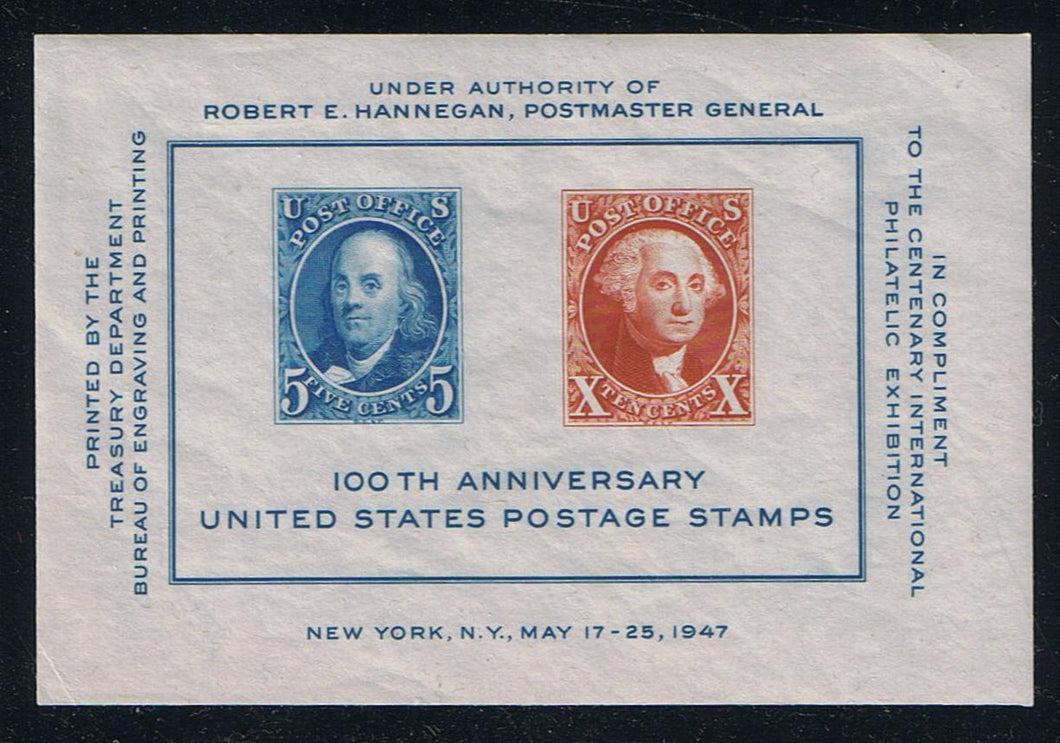 UNDER AUTHORITY OF
ROBERT E. HANNEGAN, POSTMASTER GENERAL
PRINTED BY THE
TREASURY DEPARTMENT
BUREAU OF ENGRAVING AND PRINTING
U S
POST OFFICE
5 FIVE CENTS 5
U S
POST OFFICE
X TEN CENTS X
100TH ANNIVERSARY
UNITED STATES POSTAGE STAMPS
IN COMPLIMENT
TO THE CENTENARY INTERNATIONAL
PHILATELIC EXHIBITION
NEW YORK, N.Y., MAY 17-25, 1947